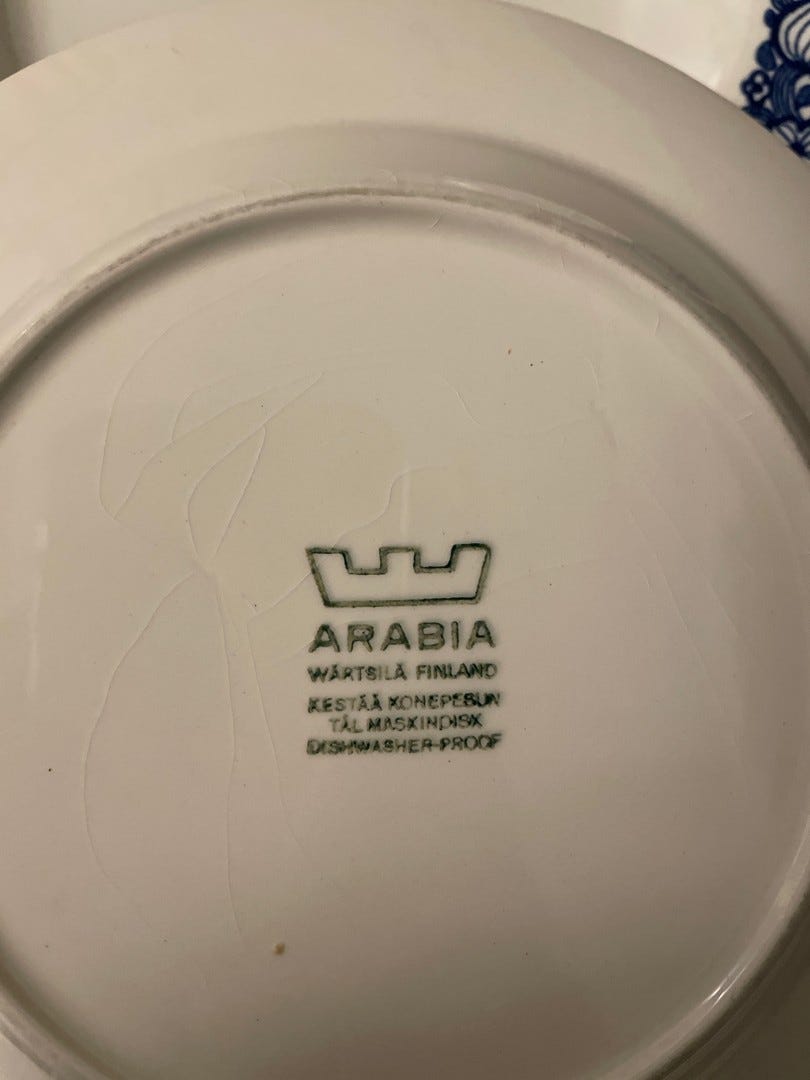 ARABIA
WÄRTSILÄ FINLAND
KESTÄÄ KONEPESUN
TÅL MASKINDISK
DISHWASHER-PROOF